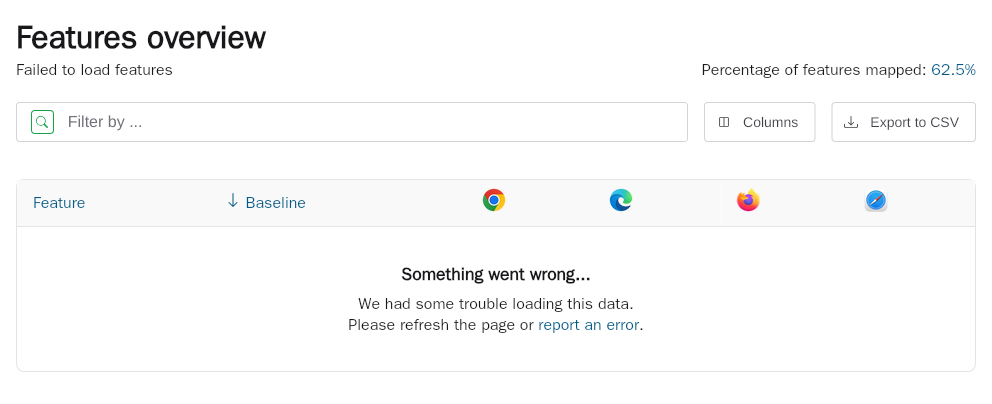 Features overview
Failed to load features
Percentage of features mapped: 62.5%
Filter by ...
Columns
Export to CSV
Feature
Baseline
Something went wrong...
We had some trouble loading this data.
Please refresh the page or report an error.